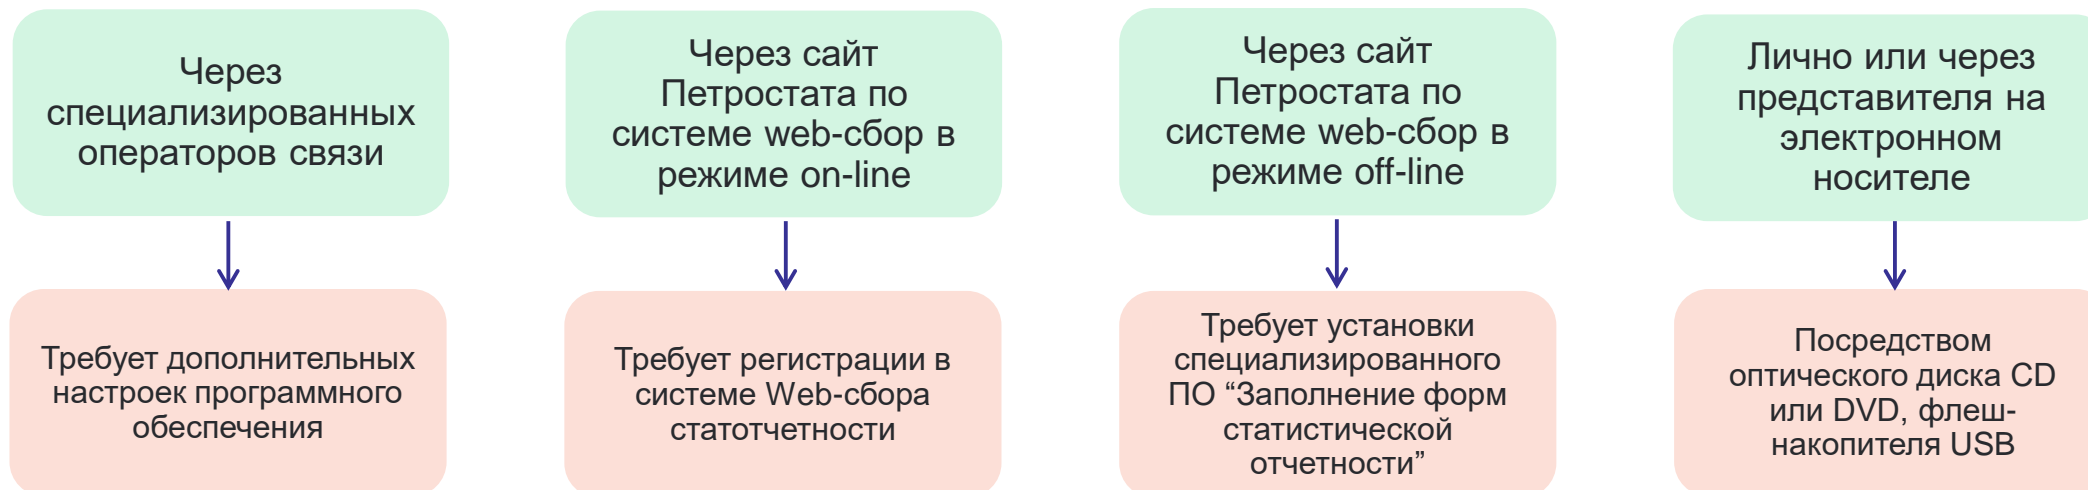 Через
специализированных
операторов связи
Через сайт
Петростата по
системе web-сбор в
режиме on-line
Через сайт
Петростата по
системе web-сбор в
режиме off-line
Лично или через
представителя на
электронном
носителе
Требует дополнительных
настроек программного
обеспечения
Требует регистрации в
системе Web-сбора
статотчетности
Требует установки
специализированного
ПО “Заполнение форм
статистической
отчетности”
Посредством
оптического диска CD
или DVD, флеш-
накопителя USB